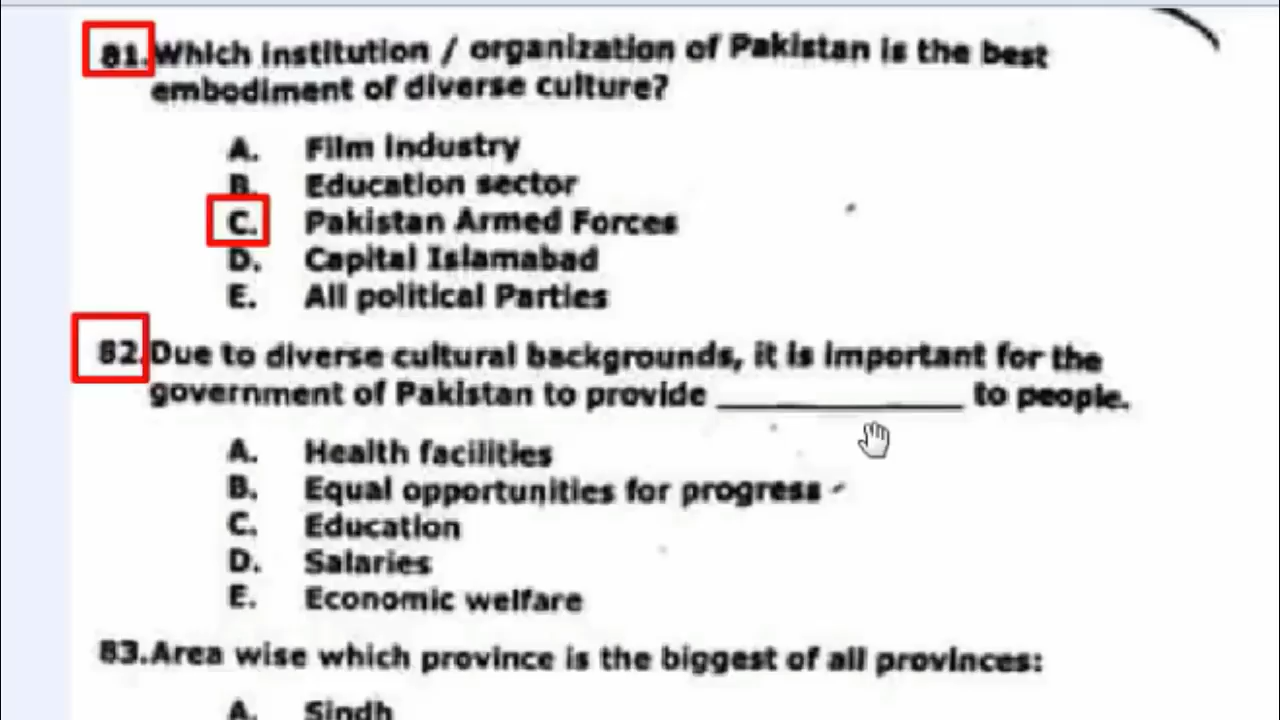 81. Which institution / organization of Pakistan is the best
embodiment of diverse culture?
A. Film Industry
B. Education sector
C. Pakistan Armed Forces
D. Capital Islamabad
E. All political Parties
82. Due to diverse cultural backgrounds, it is important for the
government of Pakistan to provide ______________ to people.
A. Health facilities
B. Equal opportunities for progress
C. Education
D. Salaries
E. Economic welfare
83. Area wise which province is the biggest of all provinces:
A. Sindh